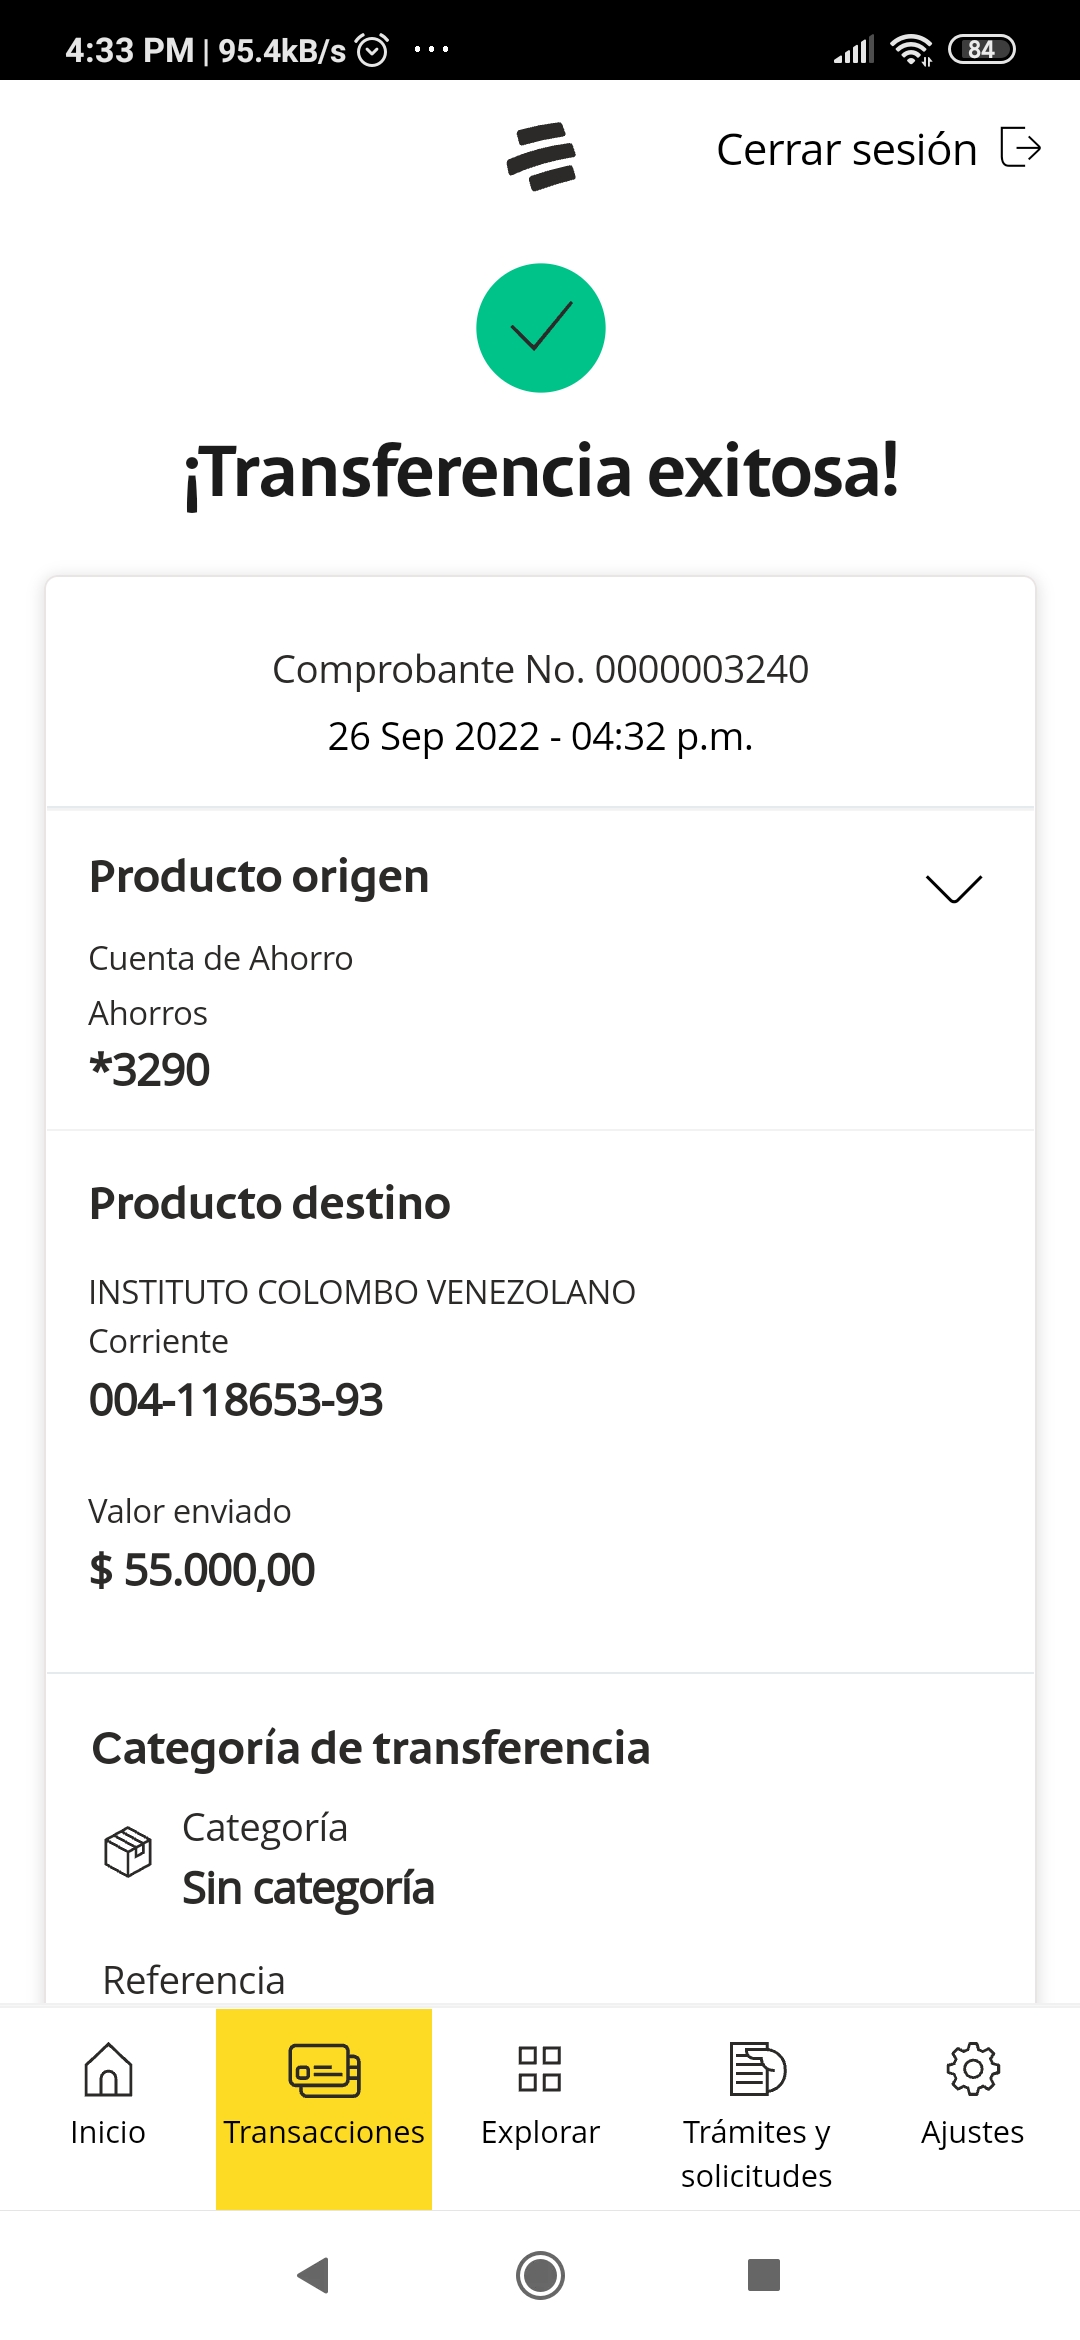 4:33 PM | 95.4kB/s ...
84
Cerrar sesión
¡Transferencia exitosa!
Comprobante No. 0000003240
26 Sep 2022 - 04:32 p.m.
Producto origen
Cuenta de Ahorro
Ahorros
*3290
Producto destino
INSTITUTO COLOMBO VENEZOLANO
Corriente
004-118653-93
Valor enviado
$ 55.000,00
Categoría de transferencia
Categoría
Sin categoría
Referencia
Inicio
Transacciones
Explorar
Trámites y
solicitudes
Ajustes